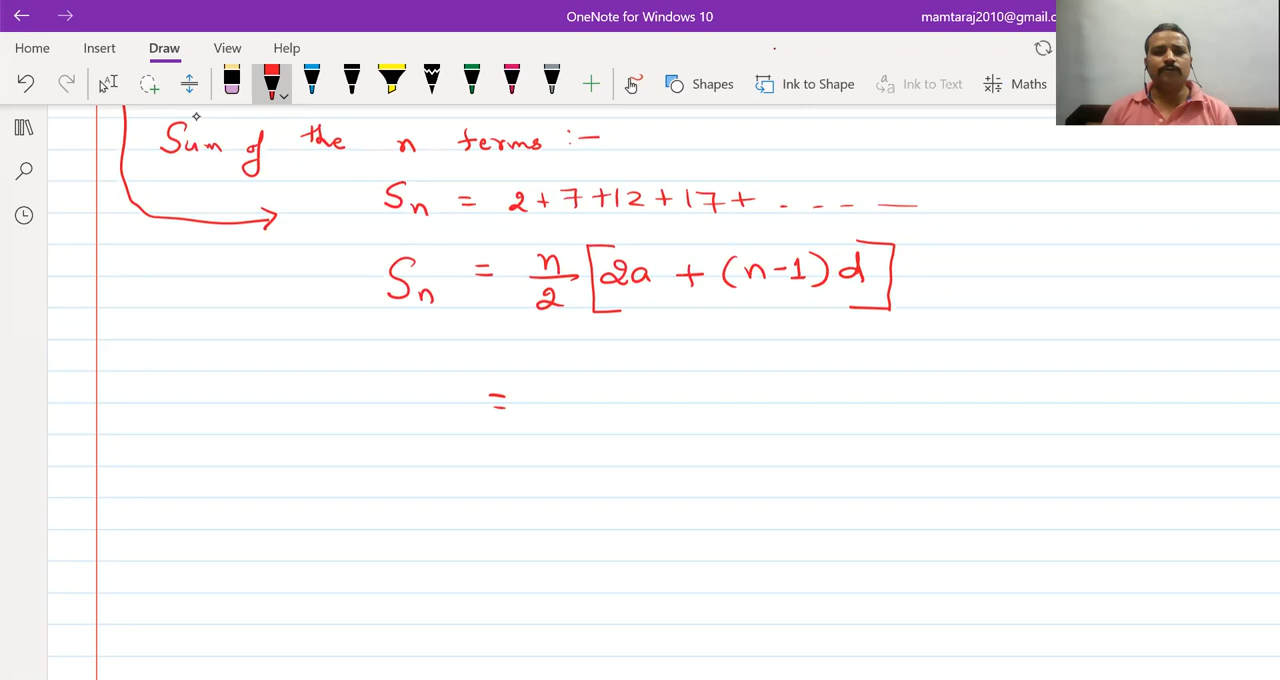 OneNote for Windows 10
mamtaraj2010@gmail.c
Home Insert Draw View Help
Shapes Ink to Shape Ink to Text Maths
Sum of the n terms :-
Sn = 2 + 7 + 12 + 17 + - - - —
Sn = n/2 [2a + (n-1) d]
=